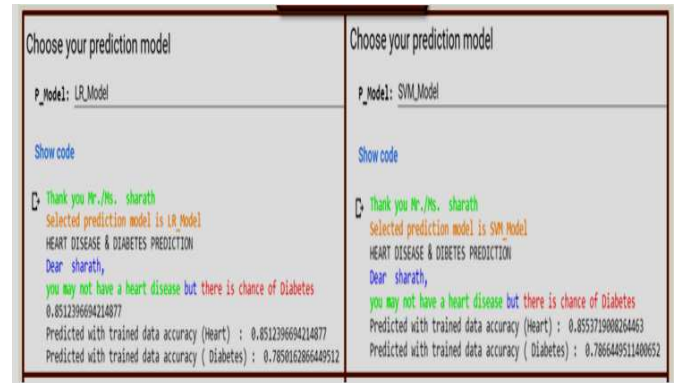 Choose your prediction model
P_Model: LR_Model
Show code
Thank you Mr./Ms. sharath
Selected prediction model is LR_Model
HEART DISEASE & DIABETES PREDICTION
Dear sharath,
you may not have a heart disease but there is chance of Diabetes
0.8512396694214877
Predicted with trained data accuracy (Heart) : 0.8512396694214877
Predicted with trained data accuracy ( Diabetes) : 0.7850162866449512
Choose your prediction model
P_Model: SVM_Model
Show code
Thank you Mr./Ms. sharath
Selected prediction model is SVM_Model
HEART DISEASE & DIBETES PREDICTION
Dear sharath,
you may not have a heart disease but there is chance of Diabetes
Predicted with trained data accuracy (Heart) : 0.8553719008264463
Predicted with trained data accuracy ( Diabetes) : 0.7866449511400652